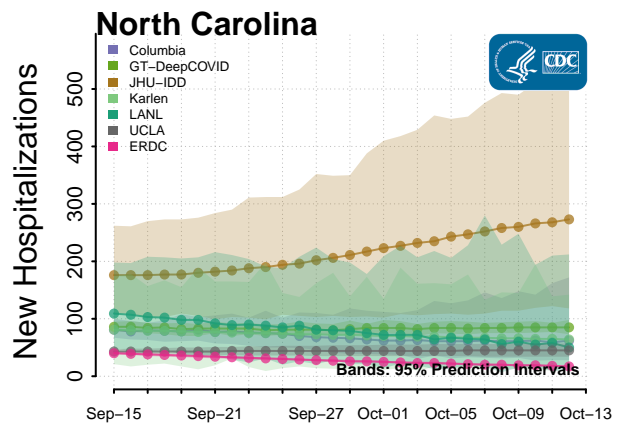 North Carolina
New Hospitalizations
500
400
300
200
100
0
Columbia
GT−DeepCOVID
JHU−IDD
Karlen
LANL
UCLA
ERDC
CDC
Bands: 95% Prediction Intervals
Sep−15 Sep−21 Sep−27 Oct−01 Oct−05 Oct−09 Oct−13